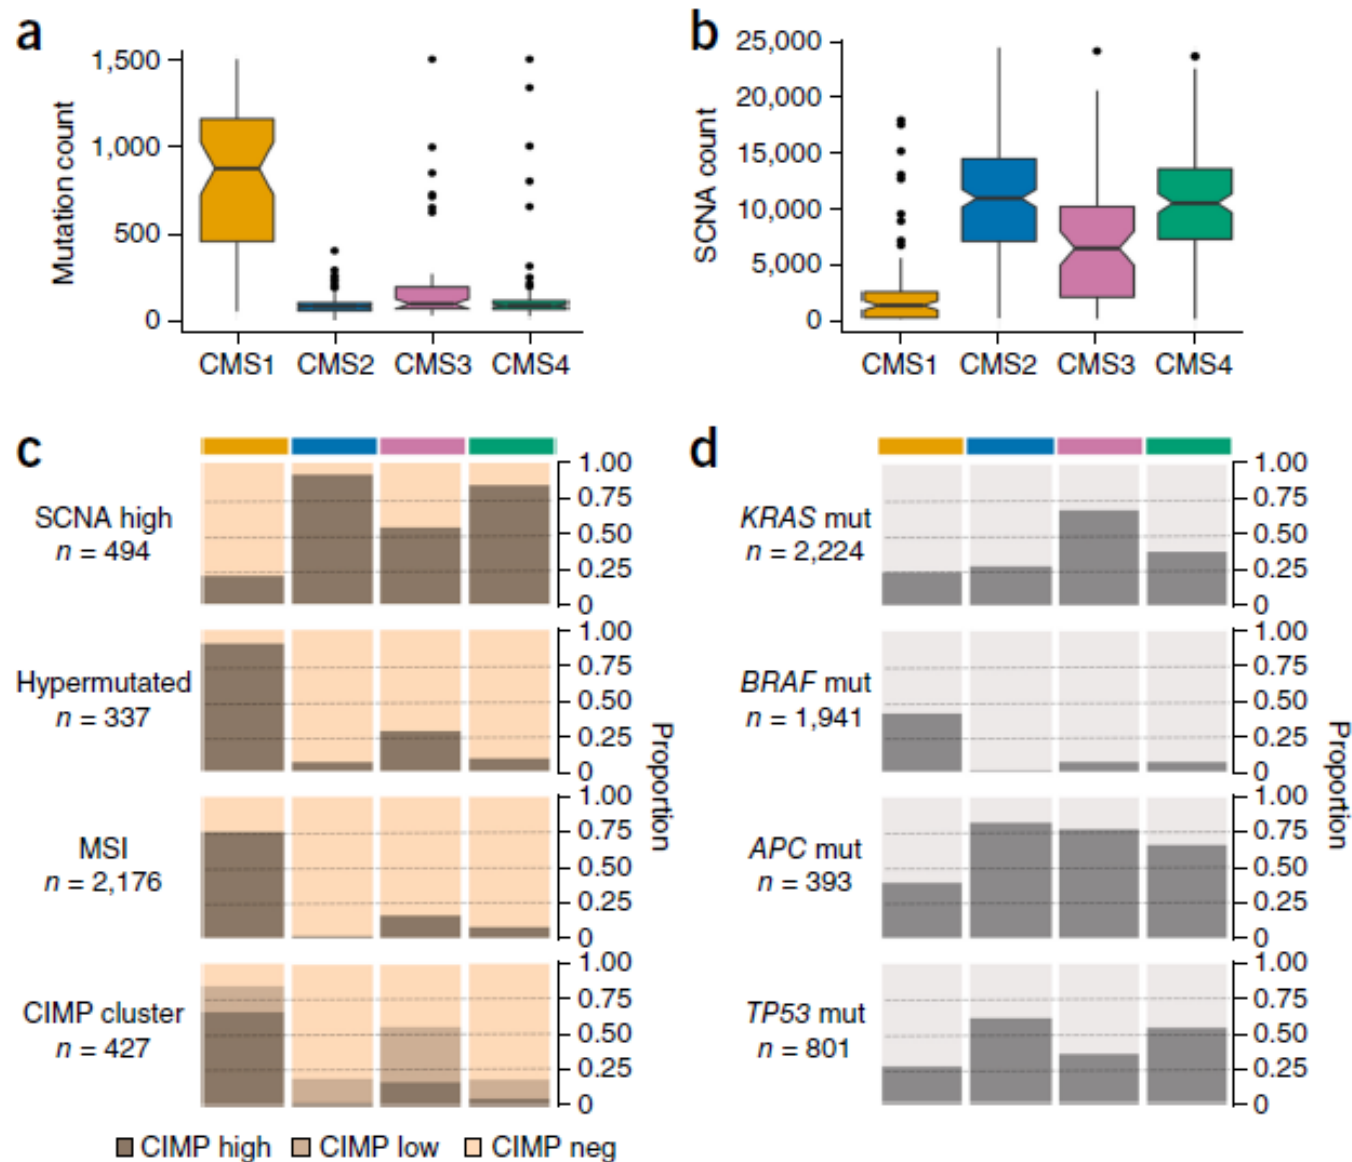 a
Mutation count
1,500
1,000
500
0
CMS1 CMS2 CMS3 CMS4
b
SCNA count
25,000
20,000
15,000
10,000
5,000
0
CMS1 CMS2 CMS3 CMS4
c
SCNA high
n = 494
1.00
0.75
0.50
0.25
0
Hypermutated
n = 337
1.00
0.75
0.50
0.25
0
MSI
n = 2,176
1.00
0.75
0.50
0.25
0
CIMP cluster
n = 427
1.00
0.75
0.50
0.25
0
Proportion
CIMP high CIMP low CIMP neg
d
KRAS mut
n = 2,224
1.00
0.75
0.50
0.25
0
BRAF mut
n = 1,941
1.00
0.75
0.50
0.25
0
APC mut
n = 393
1.00
0.75
0.50
0.25
0
TP53 mut
n = 801
1.00
0.75
0.50
0.25
0
Proportion